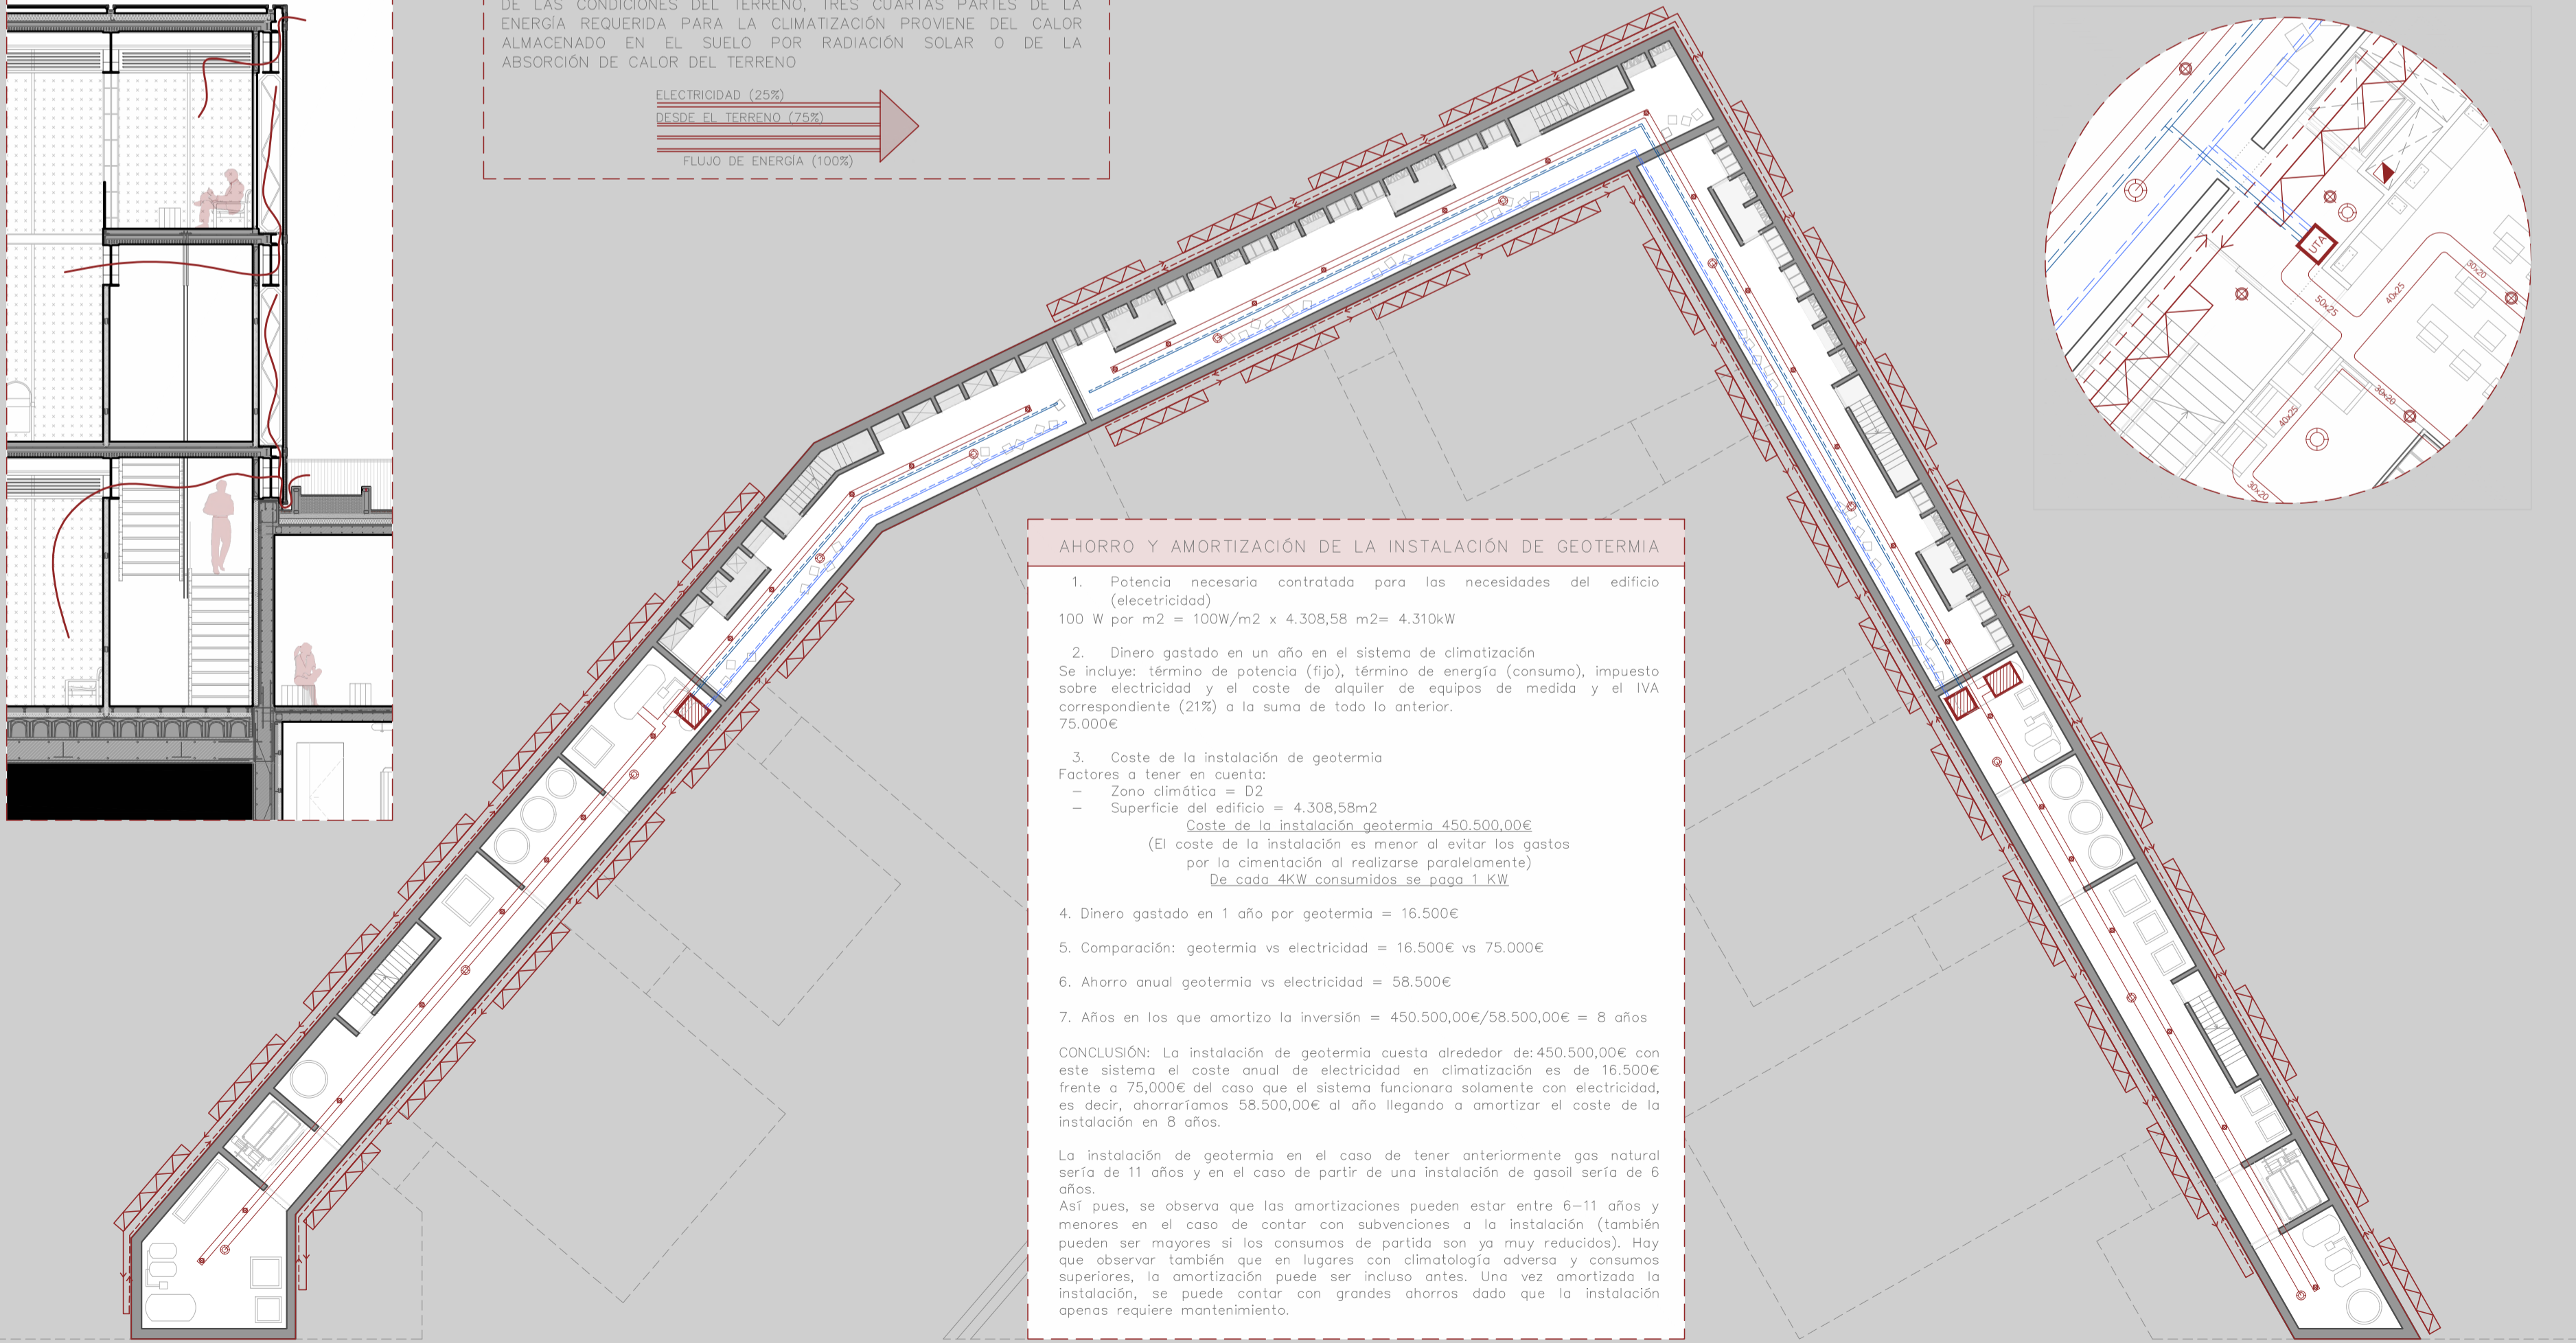 DE LAS CONDICIONES DEL TERRENO, TRES CUARTAS PARTES DE LA
ENERGÍA REQUERIDA PARA LA CLIMATIZACIÓN PROVIENE DEL CALOR
ALMACENADO EN EL SUELO POR RADIACIÓN SOLAR O DE LA
ABSORCIÓN DE CALOR DEL TERRENO
ELECTRICIDAD (25%)
DESDE EL TERRENO (75%)
FLUJO DE ENERGÍA (100%)
UTA
30x20
40x25
50x25
30x20
40x25
30x20
AHORRO Y AMORTIZACIÓN DE LA INSTALACIÓN DE GEOTERMIA
1. Potencia necesaria contratada para las necesidades del edificio
(elecetricidad)
100 W por m2 = 100W/m2 x 4.308,58 m2= 4.310kW
2. Dinero gastado en un año en el sistema de climatización
Se incluye: término de potencia (fijo), término de energía (consumo), impuesto
sobre electricidad y el coste de alquiler de equipos de medida y el IVA
correspondiente (21%) a la suma de todo lo anterior.
75.000€
3. Coste de la instalación de geotermia
Factores a tener en cuenta:
– Zono climática = D2
– Superficie del edificio = 4.308,58m2
Coste de la instalación geotermia 450.500,00€
(El coste de la instalación es menor al evitar los gastos
por la cimentación al realizarse paralelamente)
De cada 4KW consumidos se paga 1 KW
4. Dinero gastado en 1 año por geotermia = 16.500€
5. Comparación: geotermia vs electricidad = 16.500€ vs 75.000€
6. Ahorro anual geotermia vs electricidad = 58.500€
7. Años en los que amortizo la inversión = 450.500,00€/58.500,00€ = 8 años
CONCLUSIÓN: La instalación de geotermia cuesta alrededor de: 450.500,00€ con
este sistema el coste anual de electricidad en climatización es de 16.500€
frente a 75,000€ del caso que el sistema funcionara solamente con electricidad,
es decir, ahorraríamos 58.500,00€ al año llegando a amortizar el coste de la
instalación en 8 años.
La instalación de geotermia en el caso de tener anteriormente gas natural
sería de 11 años y en el caso de partir de una instalación de gasoil sería de 6
años.
Así pues, se observa que las amortizaciones pueden estar entre 6–11 años y
menores en el caso de contar con subvenciones a la instalación (también
pueden ser mayores si los consumos de partida son ya muy reducidos). Hay
que observar también que en lugares con climatología adversa y consumos
superiores, la amortización puede ser incluso antes. Una vez amortizada la
instalación, se puede contar con grandes ahorros dado que la instalación
apenas requiere mantenimiento.